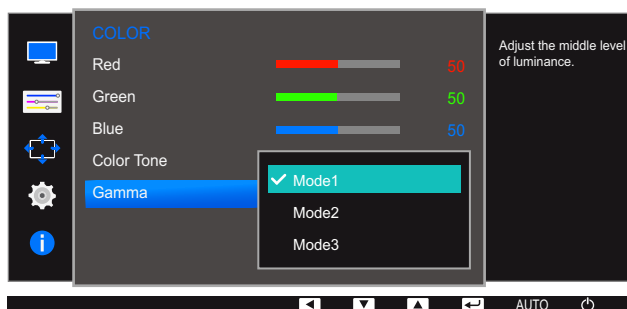 COLOR
Red 50
Green 50
Blue 50
Color Tone
Gamma
Mode1
Mode2
Mode3
Adjust the middle level
of luminance.
AUTO